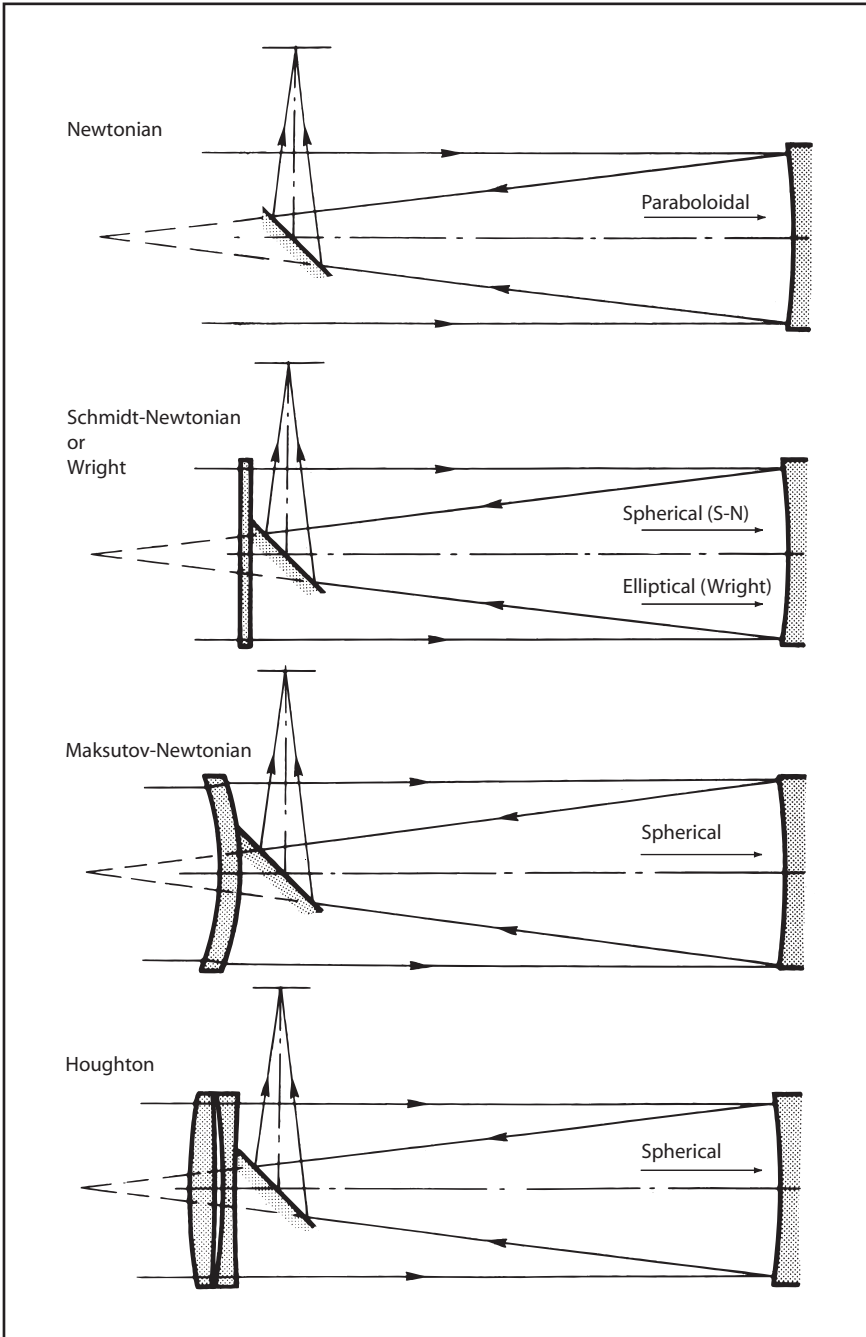 Newtonian
Paraboloidal
Schmidt-Newtonian
or
Wright
Spherical (S-N)
Elliptical (Wright)
Maksutov-Newtonian
Spherical
Houghton
Spherical